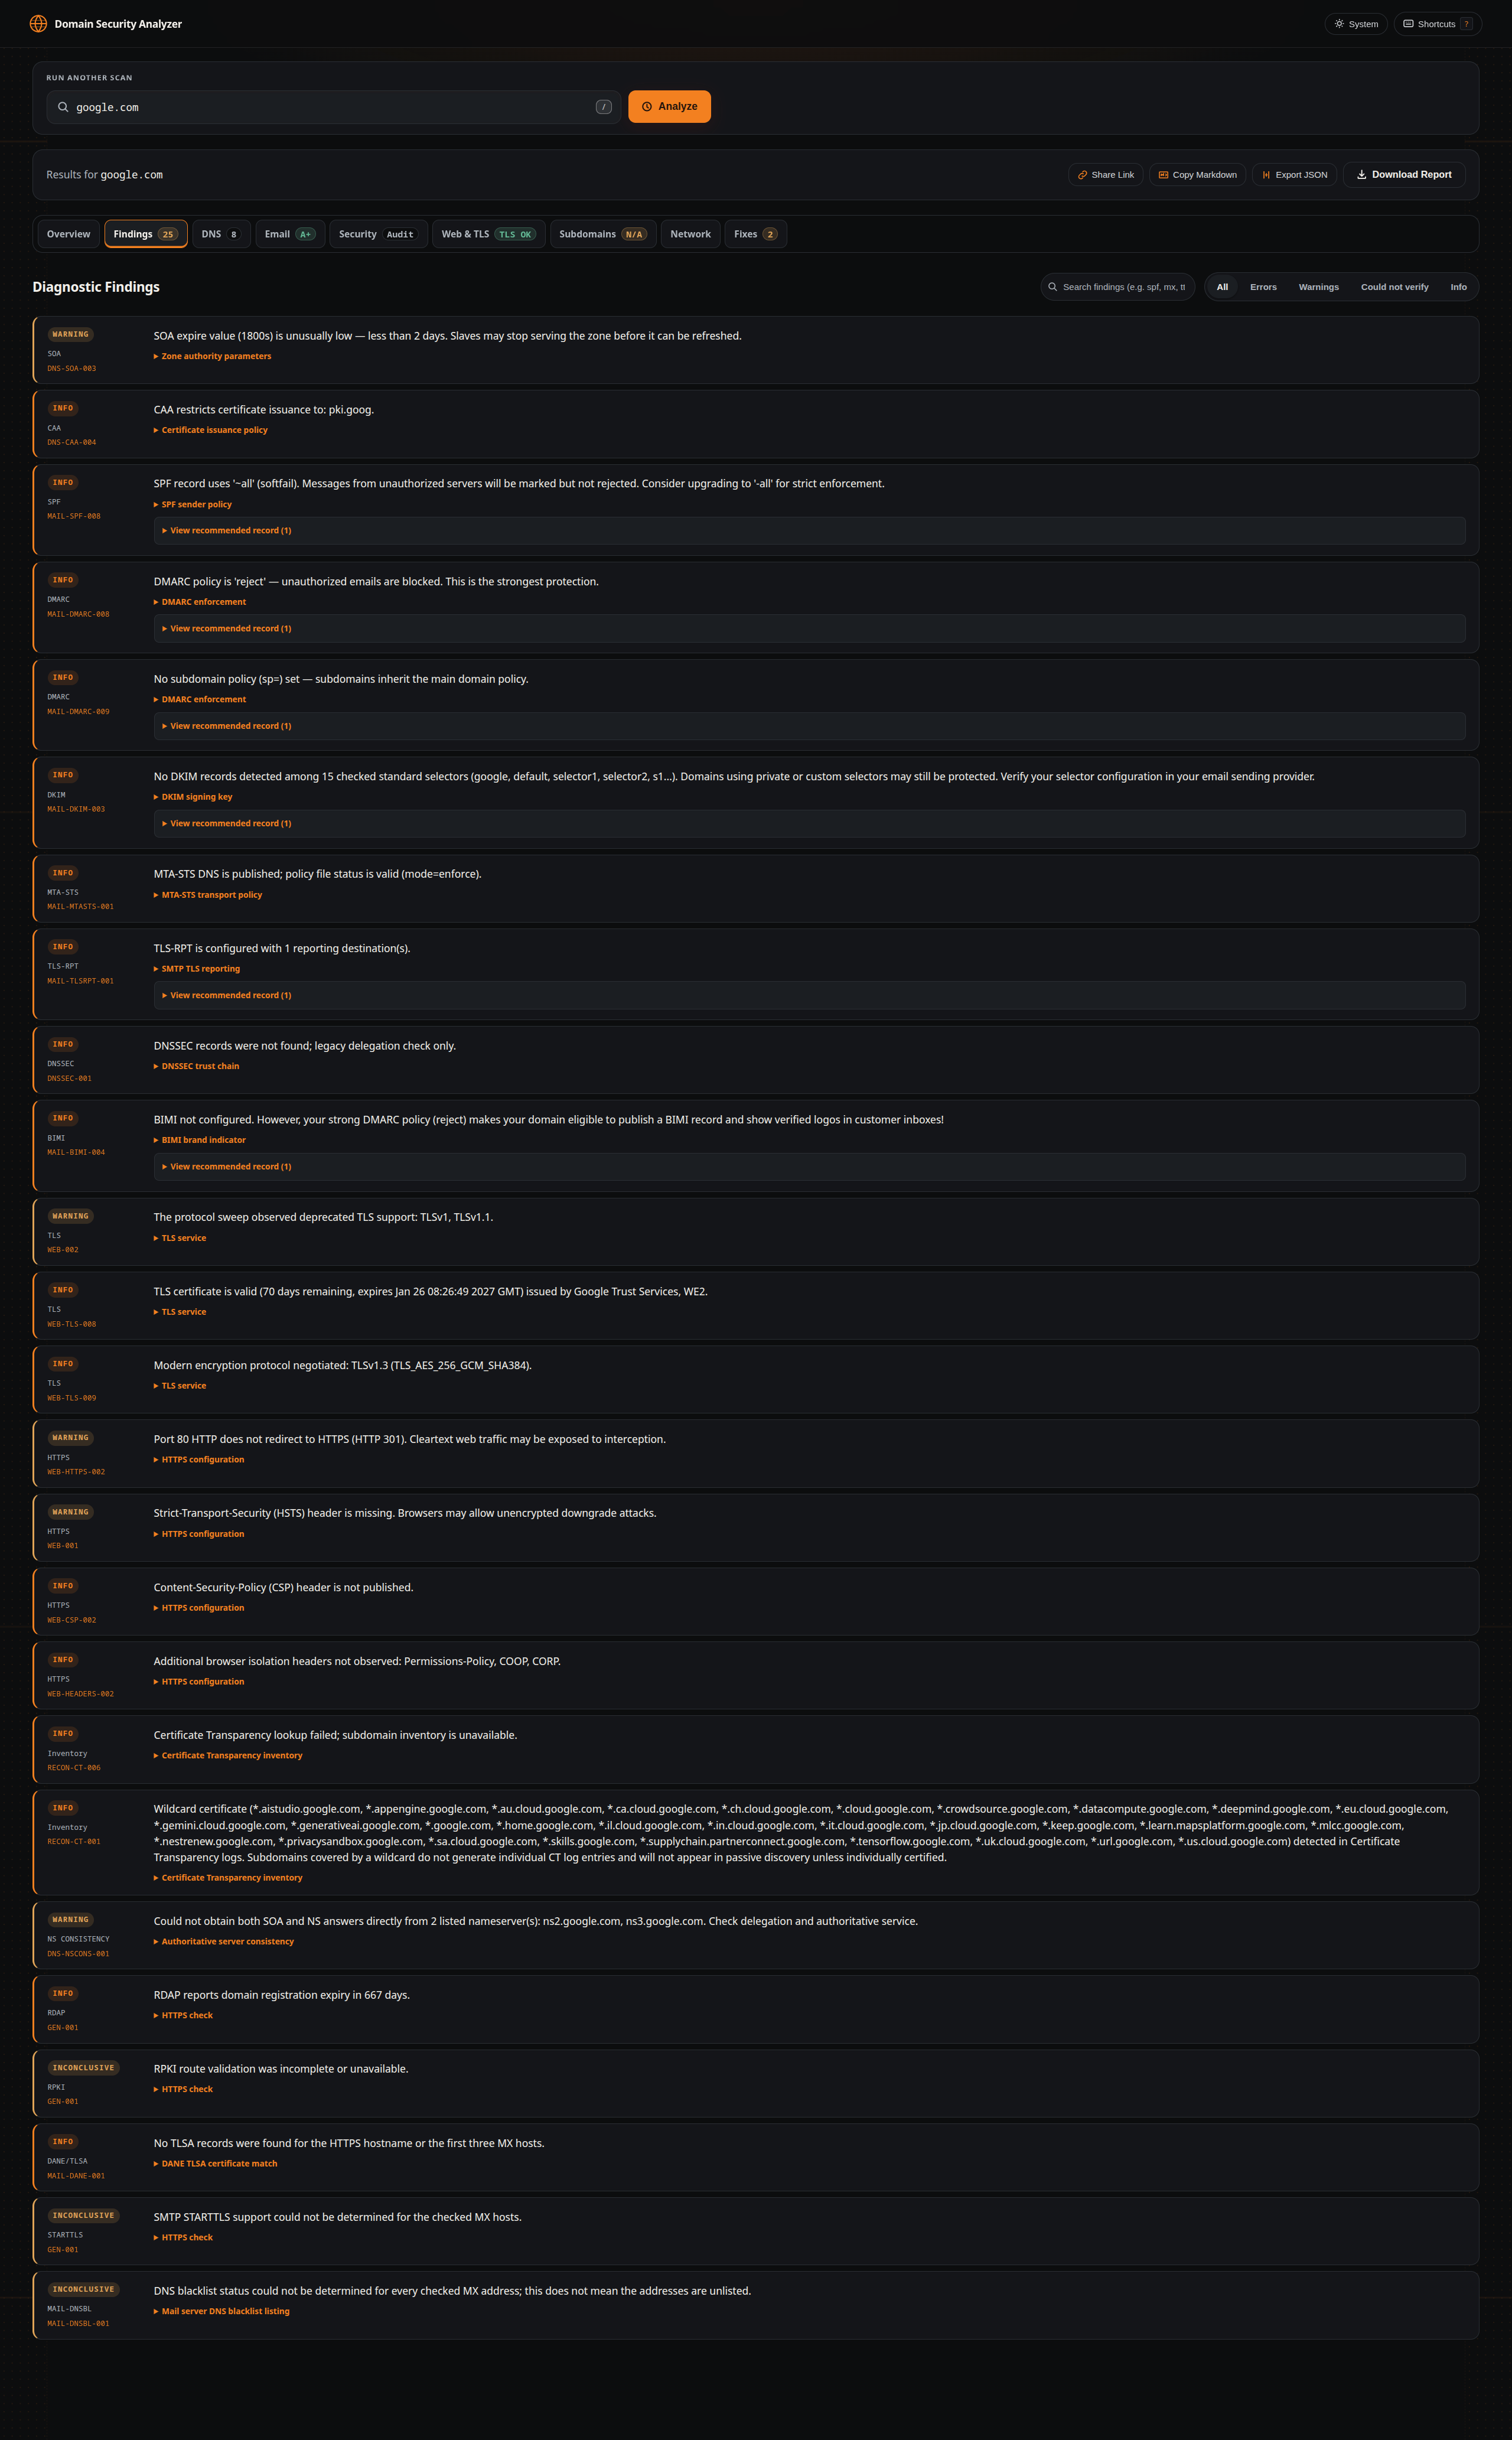 Domain Security Analyzer
System
Shortcuts ?
RUN ANOTHER SCAN
google.com /
Analyze
Results for google.com
Share Link
Copy Markdown
Export JSON
Download Report
Overview
Findings 25
DNS 8
Email A+
Security Audit
Web & TLS TLS OK
Subdomains N/A
Network
Fixes 2
Diagnostic Findings
Search findings (e.g. spf, mx, tt
All
Errors
Warnings
Could not verify
Info
WARNING
SOA
DNS-SOA-003
SOA expire value (1800s) is unusually low — less than 2 days. Slaves may stop serving the zone before it can be refreshed.
Zone authority parameters
INFO
CAA
DNS-CAA-004
CAA restricts certificate issuance to: pki.goog.
Certificate issuance policy
INFO
SPF
MAIL-SPF-008
SPF record uses '~all' (softfail). Messages from unauthorized servers will be marked but not rejected. Consider upgrading to '-all' for strict enforcement.
SPF sender policy
View recommended record (1)
INFO
DMARC
MAIL-DMARC-008
DMARC policy is 'reject' — unauthorized emails are blocked. This is the strongest protection.
DMARC enforcement
View recommended record (1)
INFO
DMARC
MAIL-DMARC-009
No subdomain policy (sp=) set — subdomains inherit the main domain policy.
DMARC enforcement
View recommended record (1)
INFO
DKIM
MAIL-DKIM-003
No DKIM records detected among 15 checked standard selectors (google, default, selector1, selector2, s1...). Domains using private or custom selectors may still be protected. Verify your selector configuration in your email sending provider.
DKIM signing key
View recommended record (1)
INFO
MTA-STS
MAIL-MTASTS-001
MTA-STS DNS is published; policy file status is valid (mode=enforce).
MTA-STS transport policy
INFO
TLS-RPT
MAIL-TLSRPT-001
TLS-RPT is configured with 1 reporting destination(s).
SMTP TLS reporting
View recommended record (1)
INFO
DNSSEC
DNSSEC-001
DNSSEC records were not found; legacy delegation check only.
DNSSEC trust chain
INFO
BIMI
MAIL-BIMI-004
BIMI not configured. However, your strong DMARC policy (reject) makes your domain eligible to publish a BIMI record and show verified logos in customer inboxes!
BIMI brand indicator
View recommended record (1)
WARNING
TLS
WEB-002
The protocol sweep observed deprecated TLS support: TLSv1, TLSv1.1.
TLS service
INFO
TLS
WEB-TLS-008
TLS certificate is valid (70 days remaining, expires Jan 26 08:26:49 2027 GMT) issued by Google Trust Services, WE2.
TLS service
INFO
TLS
WEB-TLS-009
Modern encryption protocol negotiated: TLSv1.3 (TLS_AES_256_GCM_SHA384).
TLS service
WARNING
HTTPS
WEB-HTTPS-002
Port 80 HTTP does not redirect to HTTPS (HTTP 301). Cleartext web traffic may be exposed to interception.
HTTPS configuration
WARNING
HTTPS
WEB-001
Strict-Transport-Security (HSTS) header is missing. Browsers may allow unencrypted downgrade attacks.
HTTPS configuration
INFO
HTTPS
WEB-CSP-002
Content-Security-Policy (CSP) header is not published.
HTTPS configuration
INFO
HTTPS
WEB-HEADERS-002
Additional browser isolation headers not observed: Permissions-Policy, COOP, CORP.
HTTPS configuration
INFO
Inventory
RECON-CT-006
Certificate Transparency lookup failed; subdomain inventory is unavailable.
Certificate Transparency inventory
INFO
Inventory
RECON-CT-001
Wildcard certificate (*.aistudio.google.com, *.appengine.google.com, *.au.cloud.google.com, *.ca.cloud.google.com, *.ch.cloud.google.com, *.cloud.google.com, *.crowdsource.google.com, *.datacompute.google.com, *.deepmind.google.com, *.eu.cloud.google.com,
*.gemini.cloud.google.com, *.generativeai.google.com, *.google.com, *.home.google.com, *.il.cloud.google.com, *.in.cloud.google.com, *.it.cloud.google.com, *.jp.cloud.google.com, *.keep.google.com, *.learn.mapsplatform.google.com, *.mlcc.google.com,
*.nestrenew.google.com, *.privacysandbox.google.com, *.sa.cloud.google.com, *.skills.google.com, *.supplychain.partnerconnect.google.com, *.tensorflow.google.com, *.uk.cloud.google.com, *.url.google.com, *.us.cloud.google.com) detected in Certificate
Transparency logs. Subdomains covered by a wildcard do not generate individual CT log entries and will not appear in passive discovery unless individually certified.
Certificate Transparency inventory
WARNING
NS CONSISTENCY
DNS-NSCONS-001
Could not obtain both SOA and NS answers directly from 2 listed nameserver(s): ns2.google.com, ns3.google.com. Check delegation and authoritative service.
Authoritative server consistency
INFO
RDAP
GEN-001
RDAP reports domain registration expiry in 667 days.
HTTPS check
INCONCLUSIVE
RPKI
GEN-001
RPKI route validation was incomplete or unavailable.
HTTPS check
INFO
DANE/TLSA
MAIL-DANE-001
No TLSA records were found for the HTTPS hostname or the first three MX hosts.
DANE TLSA certificate match
INCONCLUSIVE
STARTTLS
GEN-001
SMTP STARTTLS support could not be determined for the checked MX hosts.
HTTPS check
INCONCLUSIVE
MAIL-DNSBL
MAIL-DNSBL-001
DNS blacklist status could not be determined for every checked MX address; this does not mean the addresses are unlisted.
Mail server DNS blacklist listing